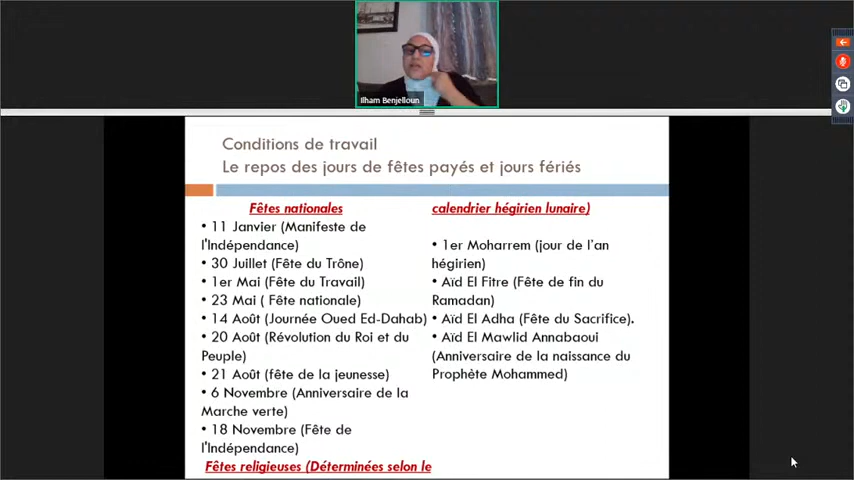 Ilham Benjelloun
Conditions de travail
Le repos des jours de fêtes payés et jours fériés
Fêtes nationales
• 11 Janvier (Manifeste de
l'Indépendance)
• 30 Juillet (Fête du Trône)
• 1er Mai (Fête du Travail)
• 23 Mai ( Fête nationale)
• 14 Août (Journée Oued Ed-Dahab)
• 20 Août (Révolution du Roi et du
Peuple)
• 21 Août (fête de la jeunesse)
• 6 Novembre (Anniversaire de la
Marche verte)
• 18 Novembre (Fête de
l'Indépendance)
Fêtes religieuses (Déterminées selon le
calendrier hégirien lunaire)
• 1er Moharrem (jour de l'an
hégirien)
• Aïd El Fitre (Fête de fin du
Ramadan)
• Aïd El Adha (Fête du Sacrifice).
• Aïd El Mawlid Annabaoui
(Anniversaire de la naissance du
Prophète Mohammed)